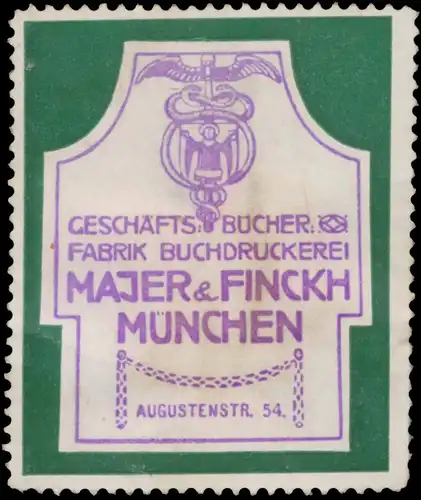 GESCHÄFTS: BÜCHER:
FABRIK BUCHDRUCKEREI
MAJER & FINCKH
MÜNCHEN
AUGUSTENSTR. 54.